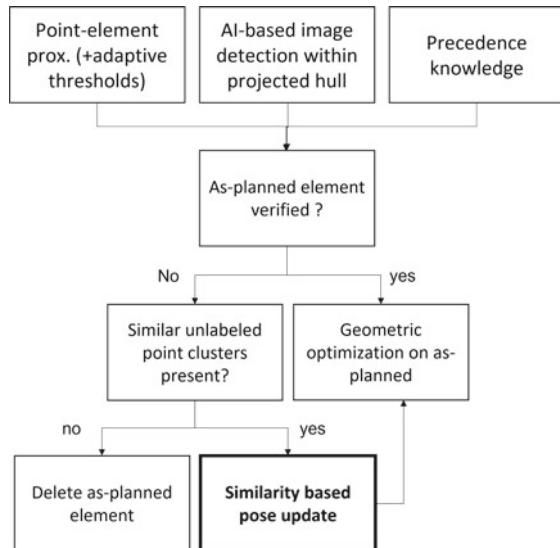 Point-element
prox. (+adaptive
thresholds)
AI-based image
detection within
projected hull
Precedence
knowledge
As-planned element
verified ?
No
yes
Similar unlabeled
point clusters
present?
Geometric
optimization on as-
planned
no
yes
Delete as-planned
element
Similarity based
pose update